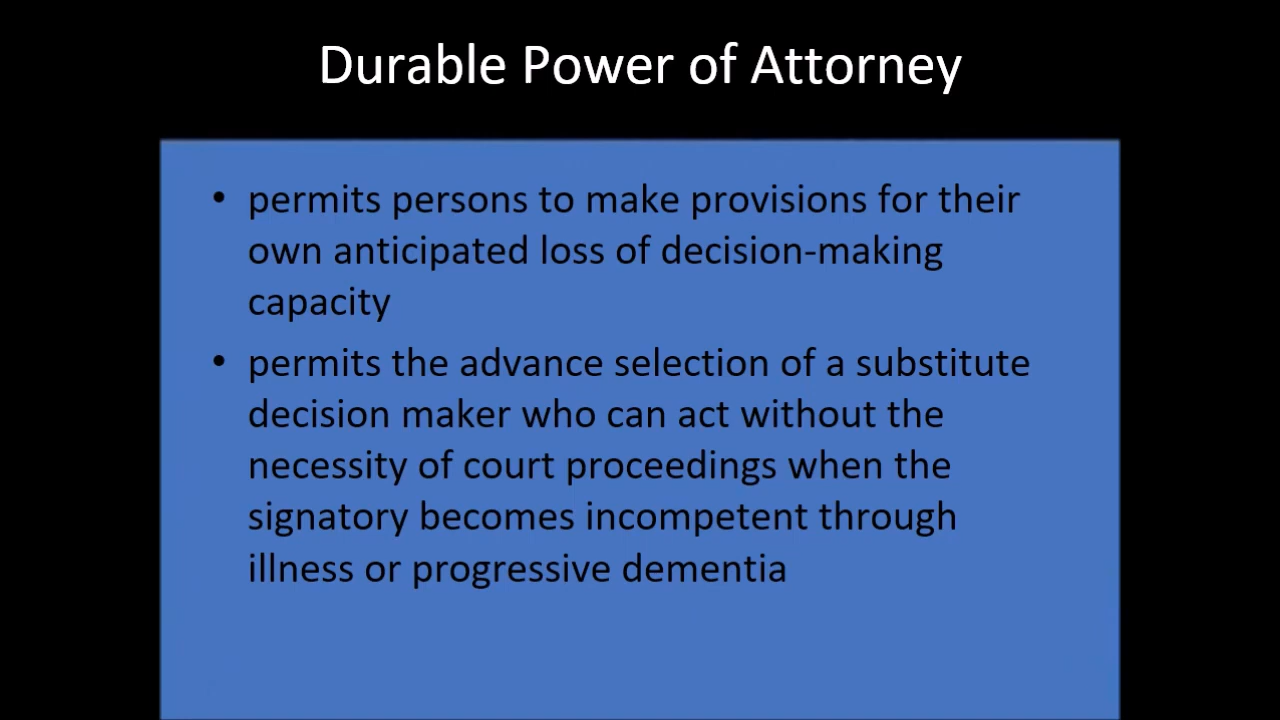 Durable Power of Attorney
• permits persons to make provisions for their
own anticipated loss of decision-making
capacity
• permits the advance selection of a substitute
decision maker who can act without the
necessity of court proceedings when the
signatory becomes incompetent through
illness or progressive dementia